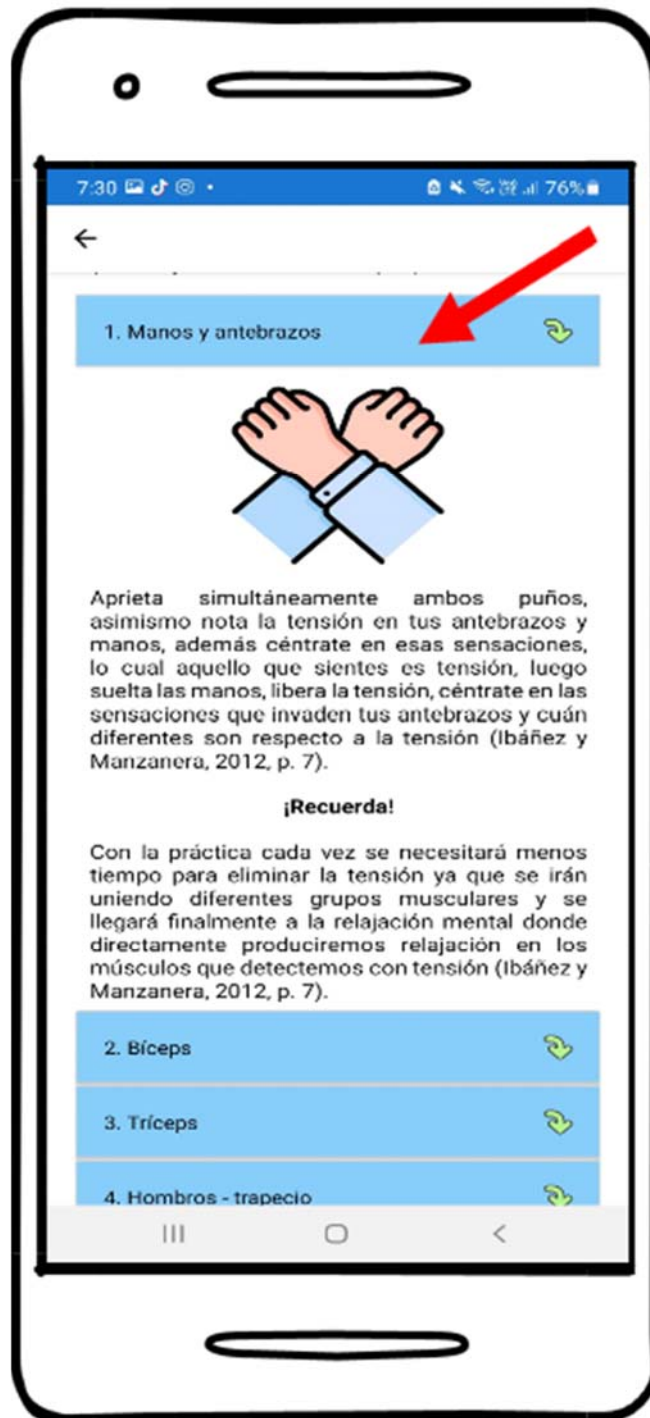 7:30
76%
1. Manos y antebrazos
Aprieta simultáneamente ambos puños,
asimismo nota la tensión en tus antebrazos y
manos, además céntrate en esas sensaciones,
lo cual aquello que sientes es tensión, luego
suelta las manos, libera la tensión, céntrate en las
sensaciones que invaden tus antebrazos y cuán
diferentes son respecto a la tensión (Ibáñez y
Manzanera, 2012, p. 7).
¡Recuerda!
Con la práctica cada vez se necesitará menos
tiempo para eliminar la tensión ya que se irán
uniendo diferentes grupos musculares y se
llegará finalmente a la relajación mental donde
directamente produciremos relajación en los
músculos que detectemos con tensión (Ibáñez y
Manzanera, 2012, p. 7).
2. Bíceps
3. Tríceps
4. Hombros - trapecio